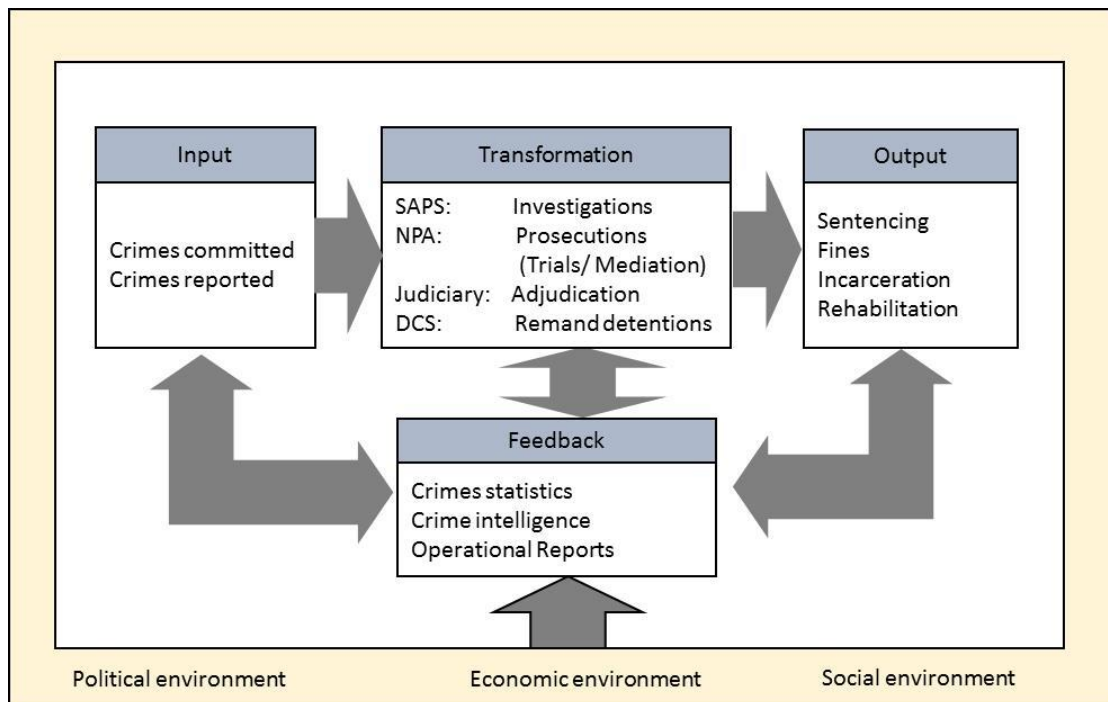 Input
Crimes committed
Crimes reported
Transformation
SAPS: Investigations
NPA: Prosecutions
(Trials/ Mediation)
Judiciary: Adjudication
DCS: Remand detentions
Output
Sentencing
Fines
Incarceration
Rehabilitation
Feedback
Crimes statistics
Crime intelligence
Operational Reports
Political environment
Economic environment
Social environment